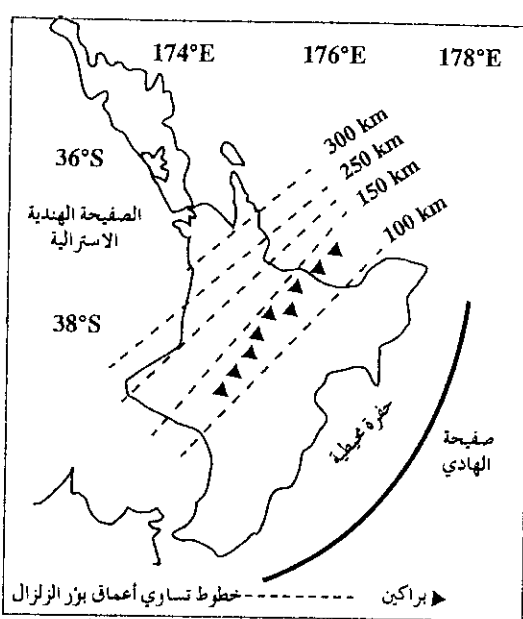 174°E 176°E 178°E
300 km
250 km
150 km
100 km
36°S
الصفيحة الهندية
الاسترالية
38°S
حفرة محيطية
صفيحة
الهادي
براكين
خطوط تساوي أعماق بؤر الزلزال